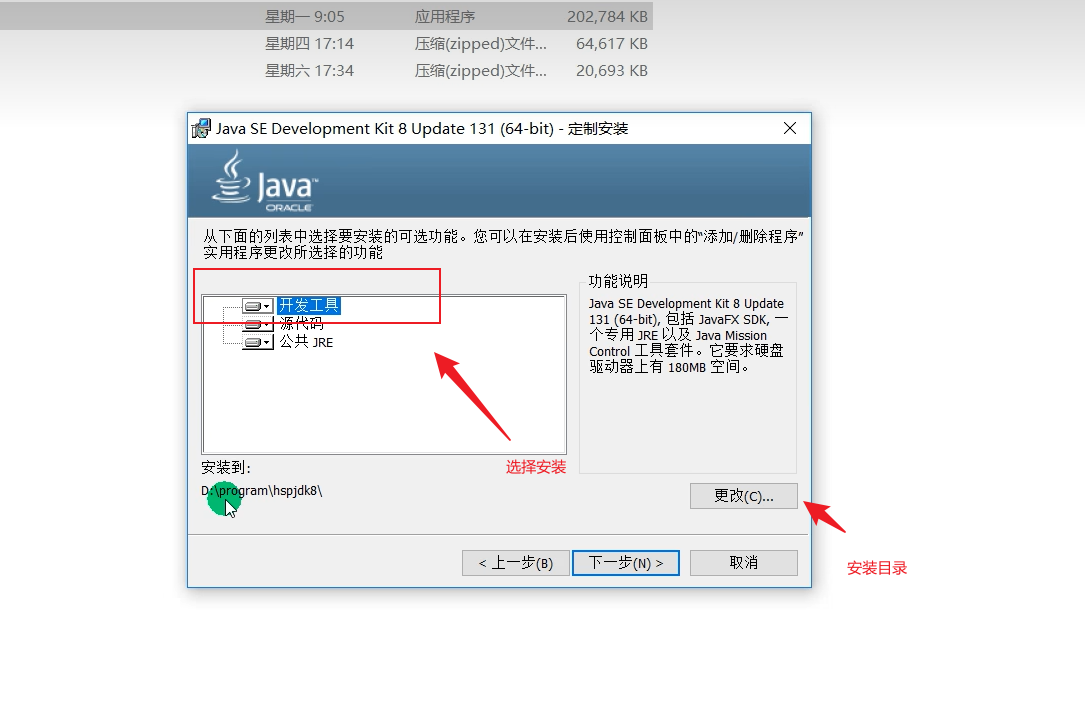 星期一 9:05 应用程序 202,784 KB
星期四 17:14 压缩(zipped)文件... 64,617 KB
星期六 17:34 压缩(zipped)文件... 20,693 KB
Java SE Development Kit 8 Update 131 (64-bit) - 定制安装
Java™
ORACLE
从下面的列表中选择要安装的可选功能。您可以在安装后使用控制面板中的“添加/删除程序”
实用程序更改所选择的功能
开发工具
源代码
公共 JRE
功能说明
Java SE Development Kit 8 Update
131 (64-bit), 包括 JavaFX SDK, 一
个专用 JRE 以及 Java Mission
Control 工具套件。它要求硬盘
驱动器上有 180MB 空间。
选择安装
安装到:
D:\program\hspjdk8\
更改(C)...
安装目录
< 上一步(B)
下一步(N) >
取消